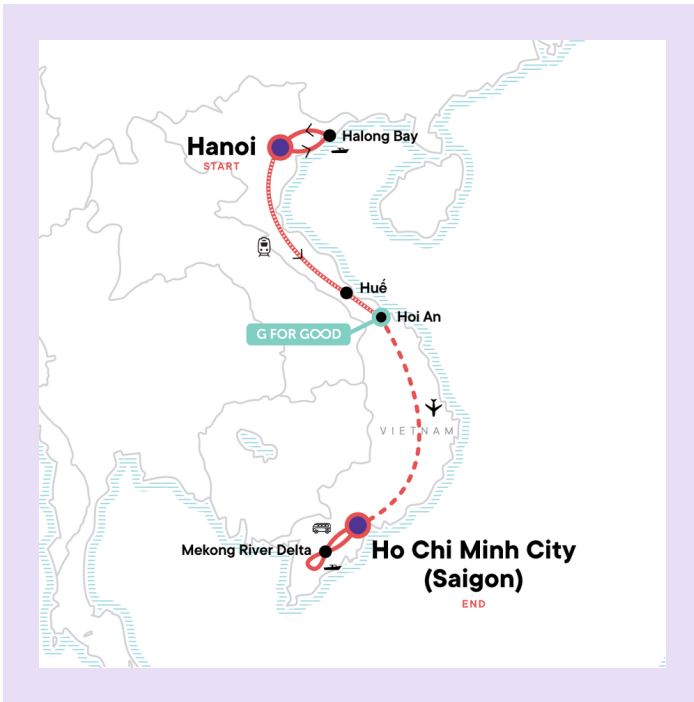 Hanoi
START
Halong Bay
Huế
Hoi An
G FOR GOOD
VIETNAM
Mekong River Delta
Ho Chi Minh City
(Saigon)
END